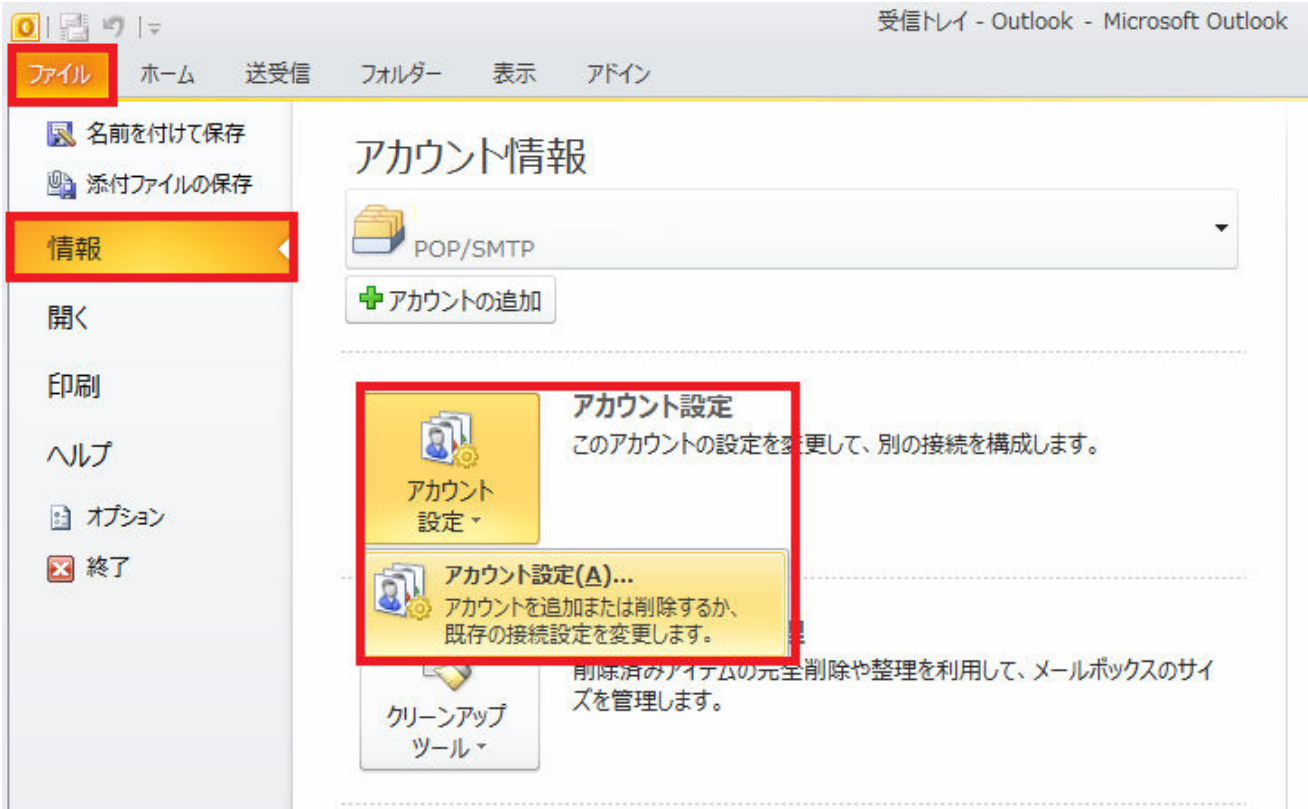 受信トレイ - Outlook - Microsoft Outlook
ファイル ホーム 送受信 フォルダー 表示 アドイン
名前を付けて保存
添付ファイルの保存
情報
開く
印刷
ヘルプ
オプション
終了
アカウント情報
POP/SMTP
アカウントの追加
アカウント
設定
アカウント設定
このアカウントの設定を変更して、別の接続を構成します。
アカウント設定(A)...
アカウントを追加または削除するか、
既存の接続設定を変更します。
クリーンアップ
ツール
削除済みアイテムの完全削除や整理を利用して、メールボックスのサイ
ズを管理します。